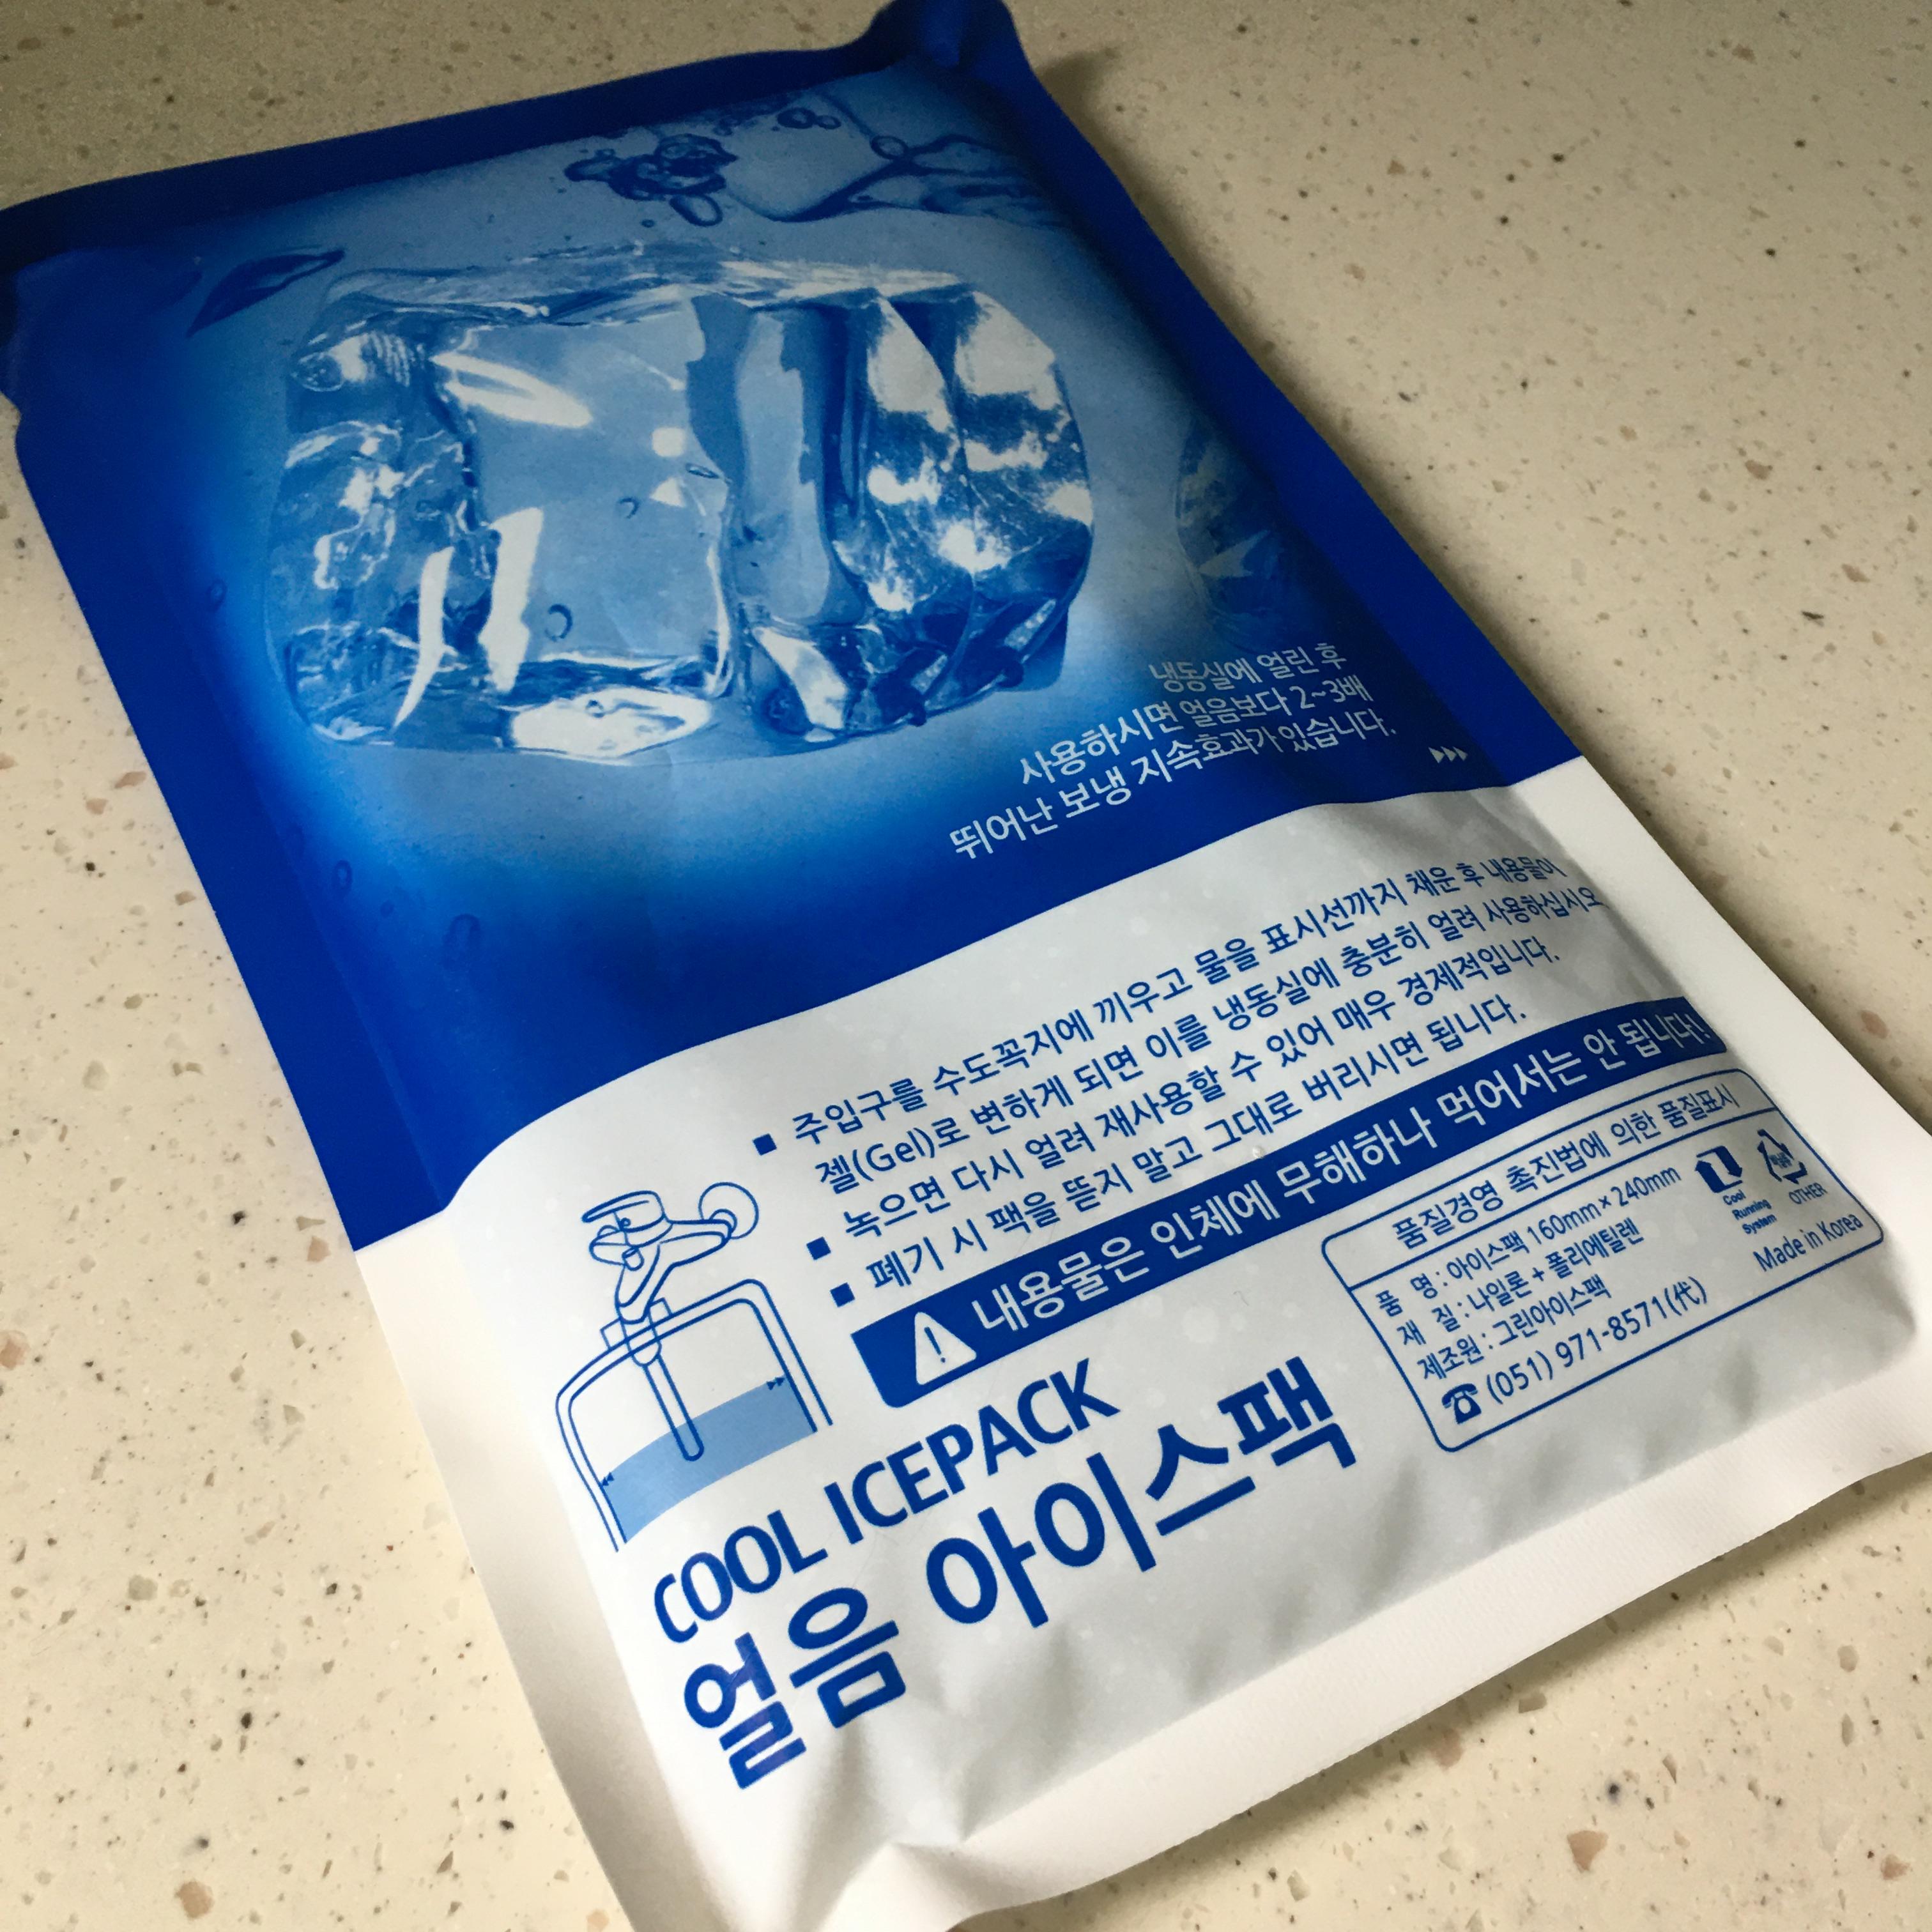 냉동실에 얼린 후
사용하시면 얼음보다 2~3배
뛰어난 보냉 지속효과가 있습니다.
▪ 주입구를 수도꼭지에 끼우고 물을 표시선까지 채운 후 내용물이
젤(Gel)로 변하게 되면 이를 냉동실에 충분히 얼려 사용하십시오
▪ 녹으면 다시 얼려 재사용할 수 있어 매우 경제적입니다.
▪ 폐기 시 팩을 뜯지 말고 그대로 버리시면 됩니다.
내용물은 인체에 무해하나 먹어서는 안 됩니다!
COOL ICEPACK
얼음 아이스팩
품질경영 촉진법에 의한 품질표시
품 명 : 아이스팩 160mm×240mm
재 질 : 나일론 + 폴리에틸렌
제조원 : 그린아이스팩
☎ (051) 971-8571(代)
Cool
Running
System
OTHER
Made in Korea